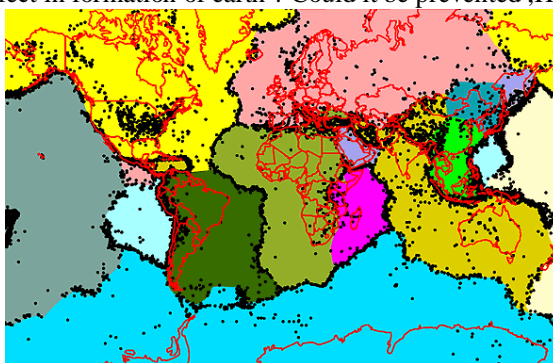 in formation of earth . Could it be prevented ,